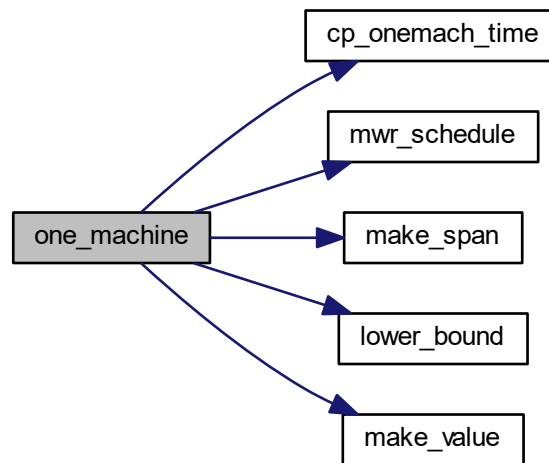 cp_onemach_time
mwr_schedule
one_machine
make_span
lower_bound
make_value